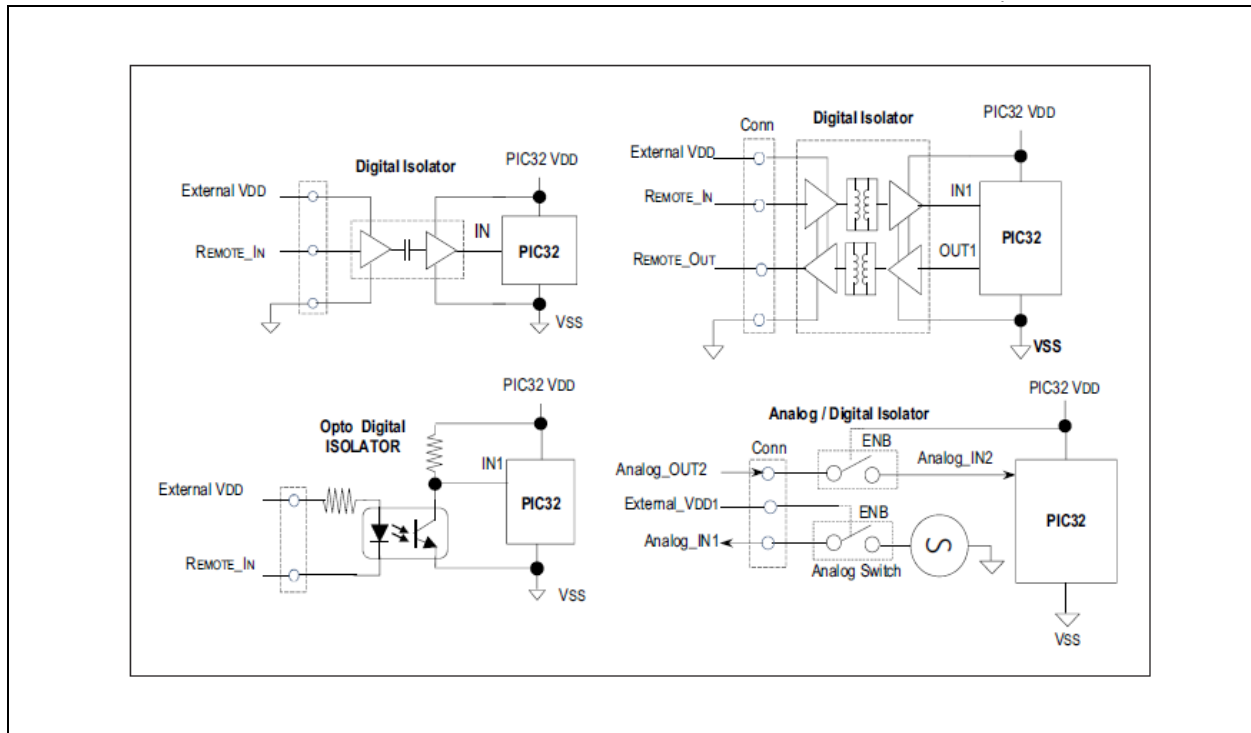 Digital Isolator
PIC32 VDD
External VDD
REMOTE_IN
IN
PIC32
VSS
Conn
Digital Isolator
PIC32 VDD
External VDD
REMOTE_IN
IN1
PIC32
REMOTE_OUT
OUT1
VSS
PIC32 VDD
Opto Digital
ISOLATOR
IN1
External VDD
PIC32
REMOTE_IN
VSS
PIC32 VDD
Analog / Digital Isolator
Conn
ENB
Analog_OUT2
Analog_IN2
External_VDD1
ENB
PIC32
Analog_IN1
S
Analog Switch
VSS